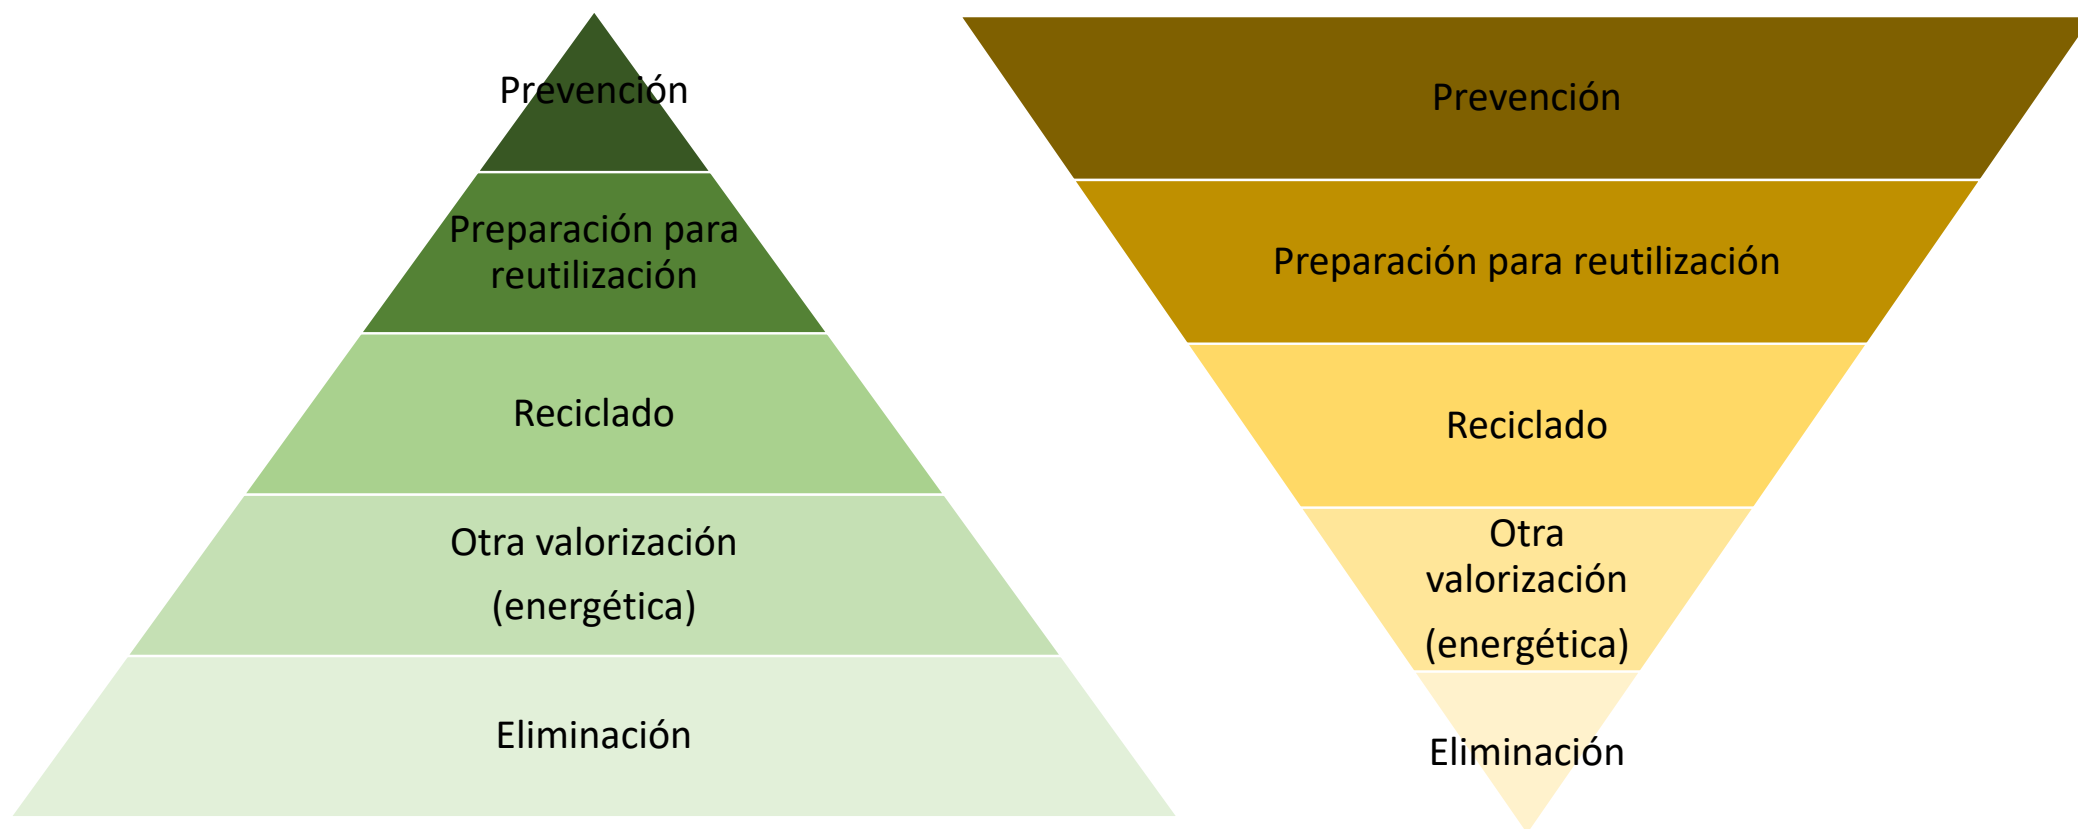 Prevención
Preparación para
reutilización
Reciclado
Otra valorización
(energética)
Eliminación
Prevención
Preparación para reutilización
Reciclado
Otra
valorización
(energética)
Eliminación